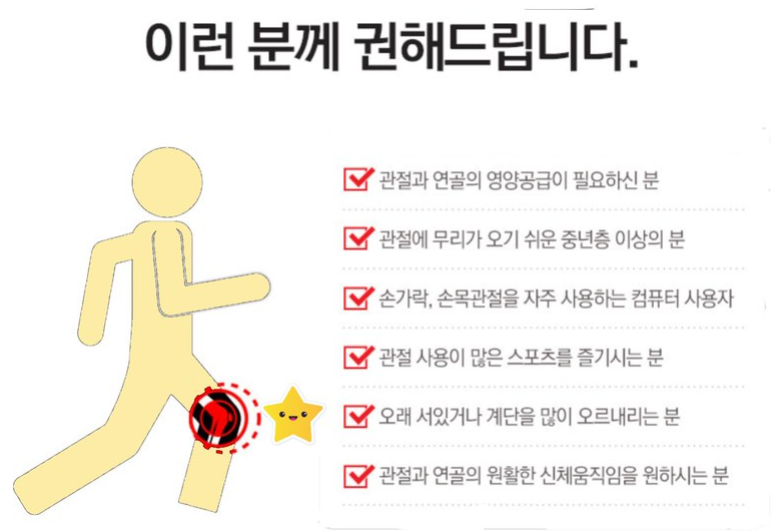 이런 분께 권해드립니다.
관절과 연골의 영양공급이 필요하신 분
관절에 무리가 오기 쉬운 중년층 이상의 분
손가락, 손목관절을 자주 사용하는 컴퓨터 사용자
관절 사용이 많은 스포츠를 즐기시는 분
오래 서있거나 계단을 많이 오르내리는 분
관절과 연골의 원활한 신체움직임을 원하시는 분